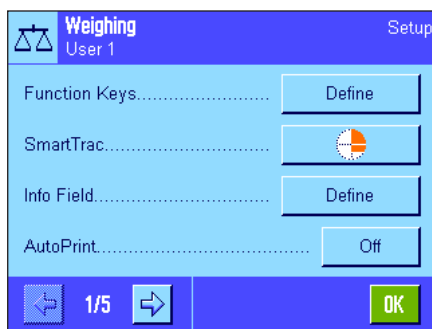 Weighing
Setup
User 1
Function Keys........................ Define
SmartTrac..............................
Info Field................................ Define
AutoPrint...................................... Off
1/5
OK